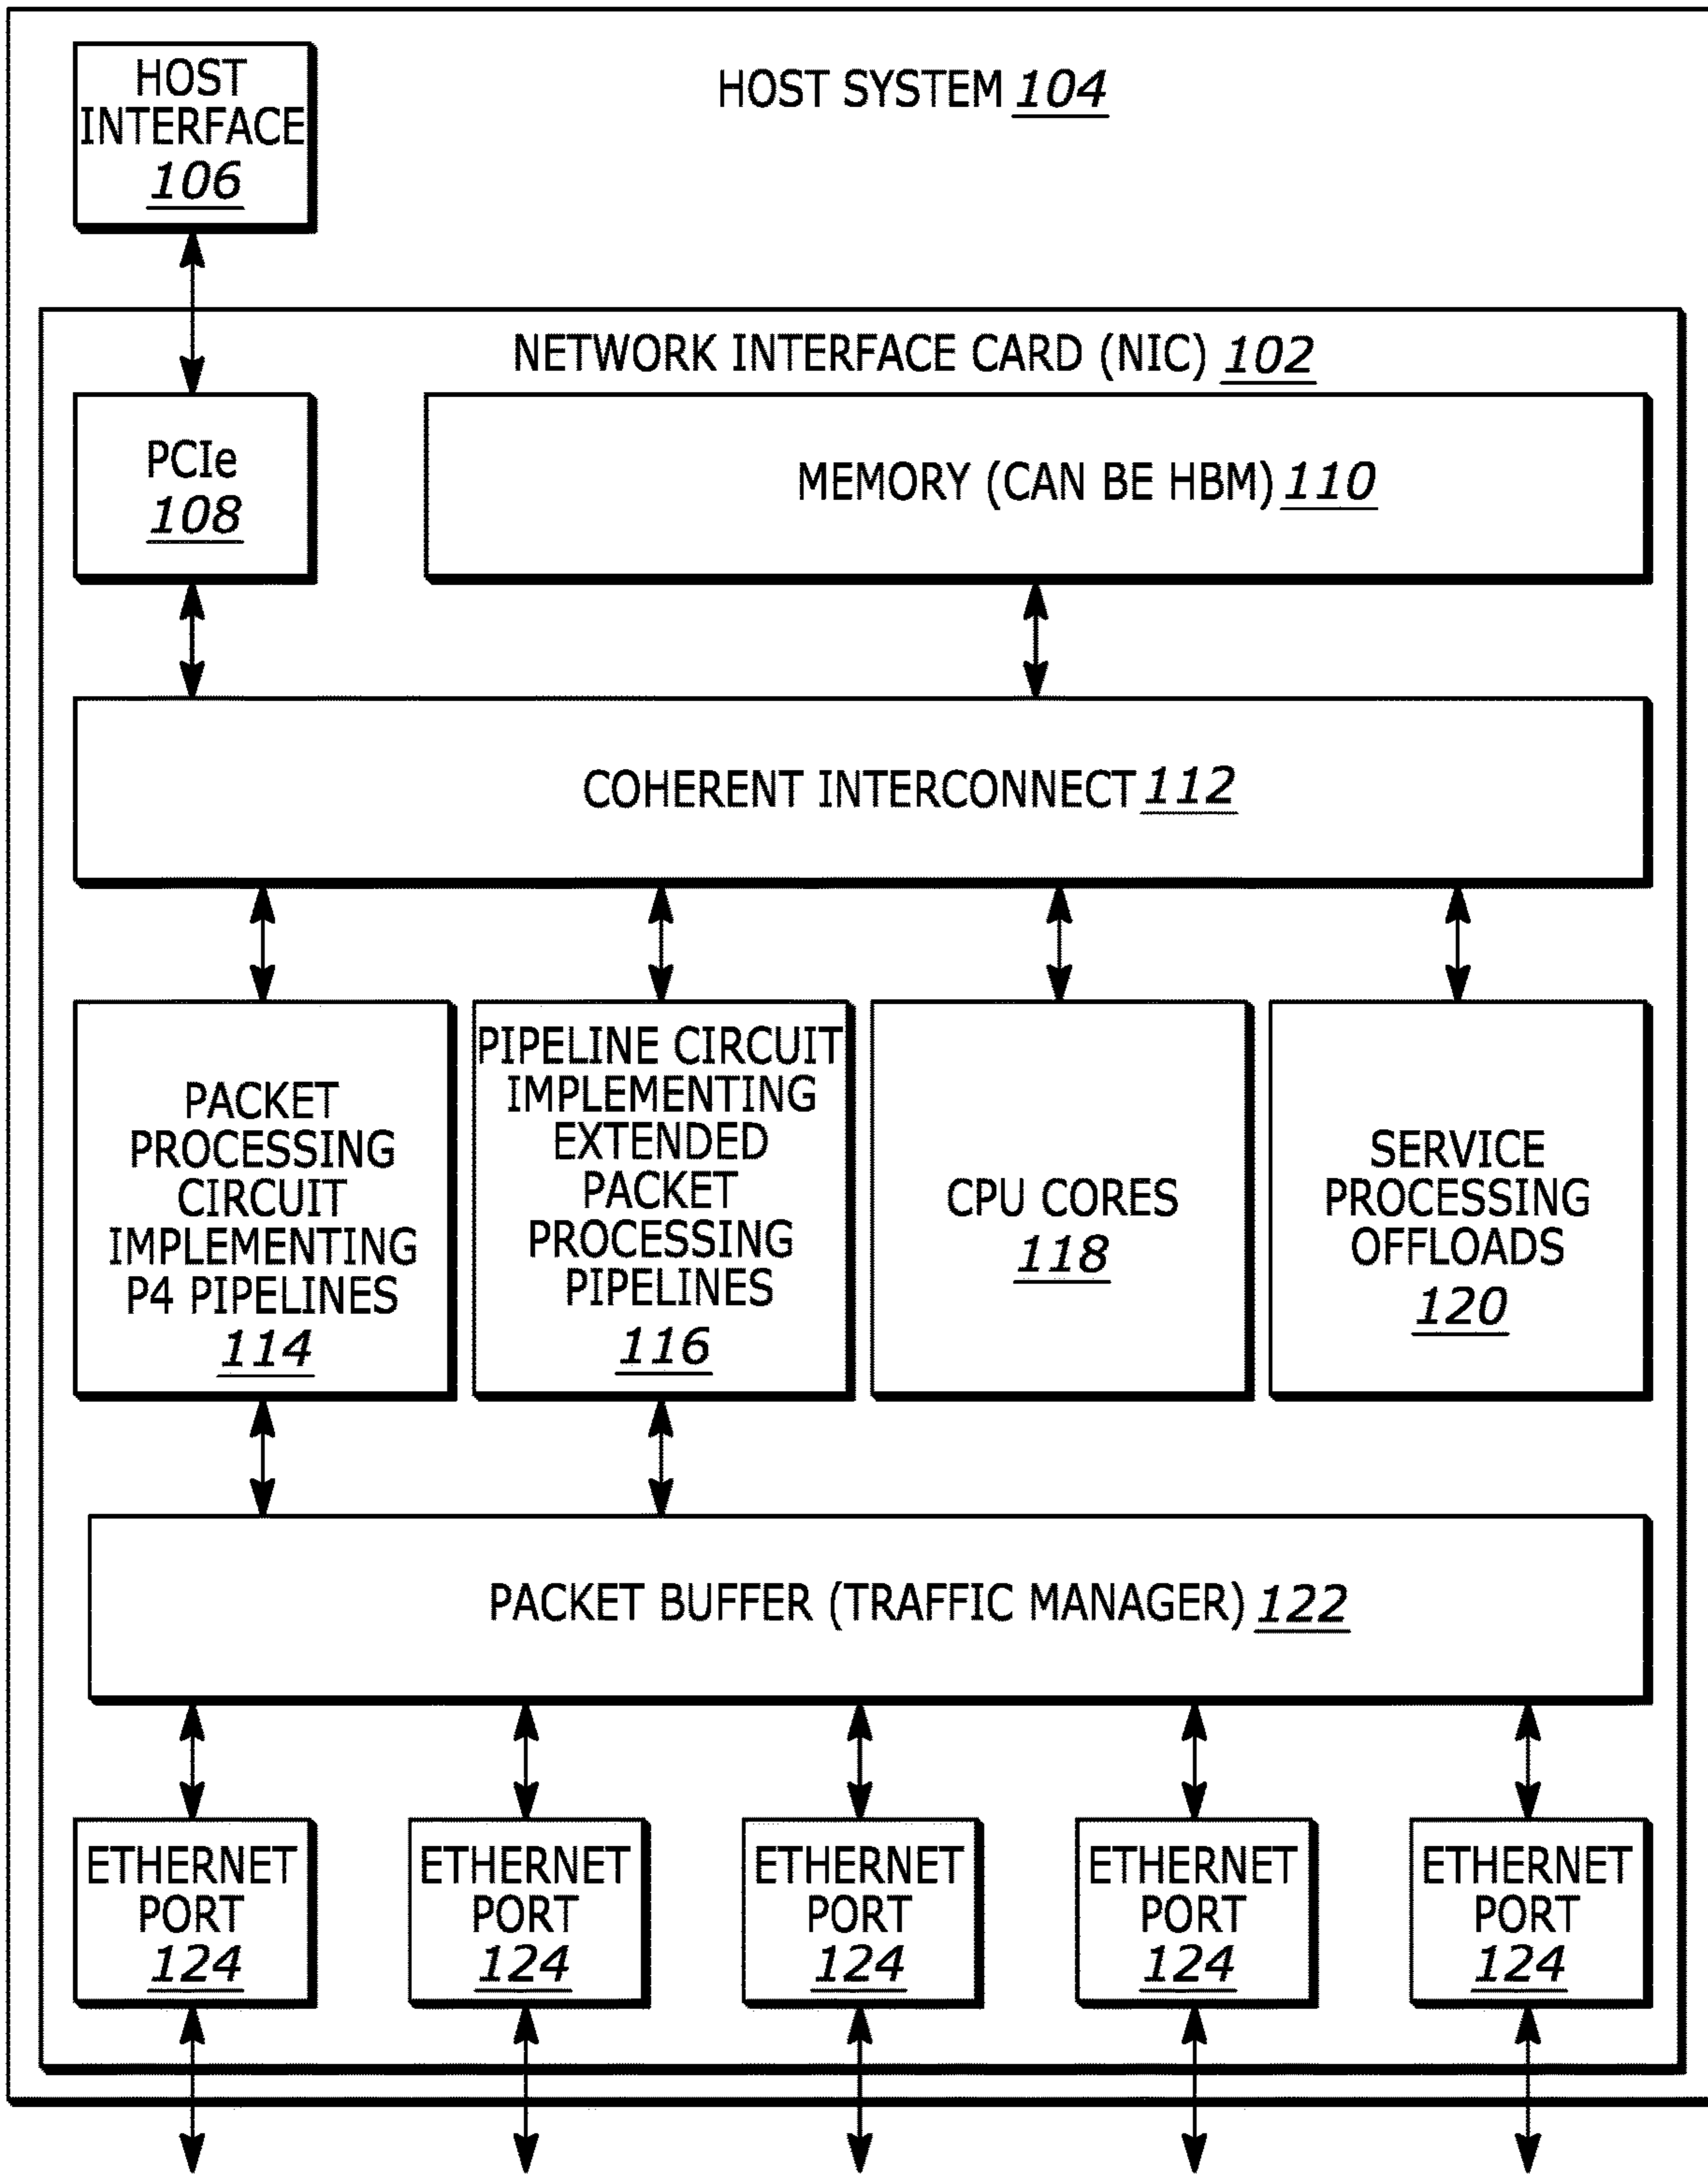 HOST
INTERFACE
106
HOST SYSTEM 104
NETWORK INTERFACE CARD (NIC) 102
PCIe
108
MEMORY (CAN BE HBM) 110
COHERENT INTERCONNECT 112
PACKET
PROCESSING
CIRCUIT
IMPLEMENTING
P4 PIPELINES
114
PIPELINE CIRCUIT
IMPLEMENTING
EXTENDED
PACKET
PROCESSING
PIPELINES
116
CPU CORES
118
SERVICE
PROCESSING
OFFLOADS
120
PACKET BUFFER (TRAFFIC MANAGER) 122
ETHERNET
PORT
124
ETHERNET
PORT
124
ETHERNET
PORT
124
ETHERNET
PORT
124
ETHERNET
PORT
124